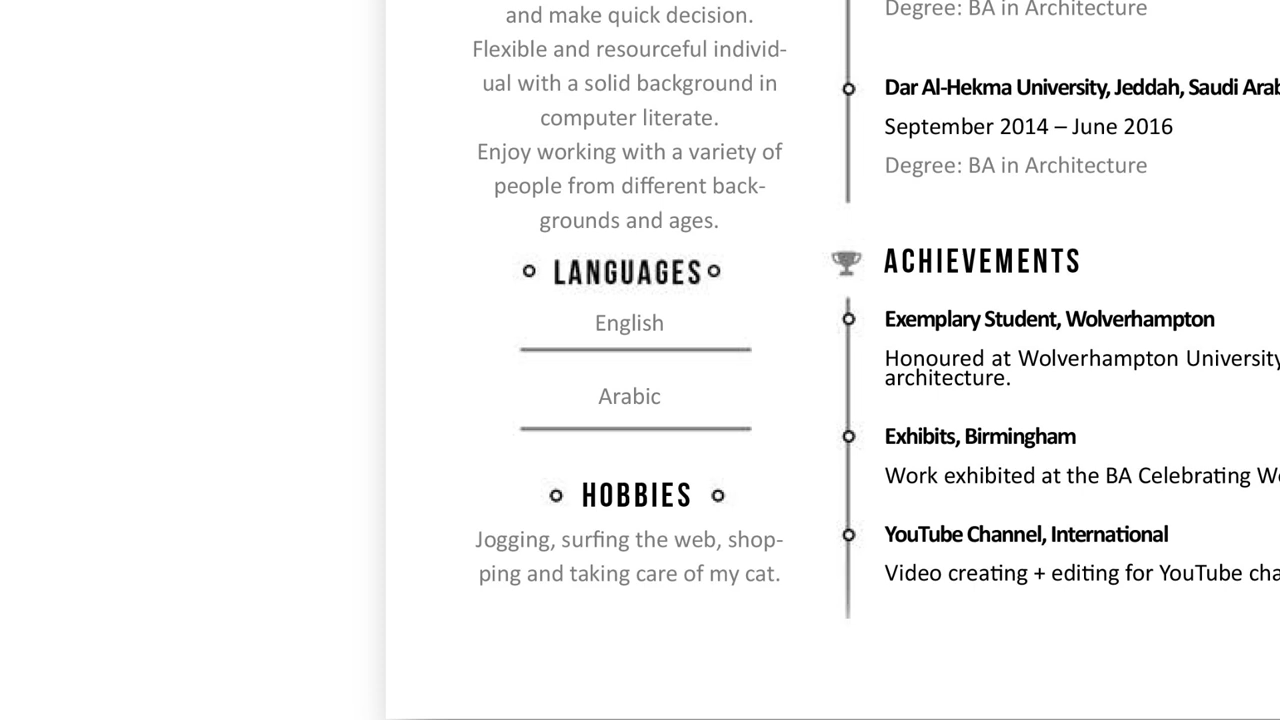 and make quick decision.
Flexible and resourceful individ-
ual with a solid background in
computer literate.
Enjoy working with a variety of
people from different back-
grounds and ages.
LANGUAGES
English
Arabic
HOBBIES
Jogging, surfing the web, shop-
ping and taking care of my cat.
Degree: BA in Architecture
Dar Al-Hekma University, Jeddah, Saudi
September 2014 – June 2016
Degree: BA in Architecture
ACHIEVEMENTS
Exemplary Student, Wolverhampton
Honoured at Wolverhampton University
architecture.
Exhibits, Birmingham
Work exhibited at the BA Celebrating
YouTube Channel, International
Video creating + editing for YouTube